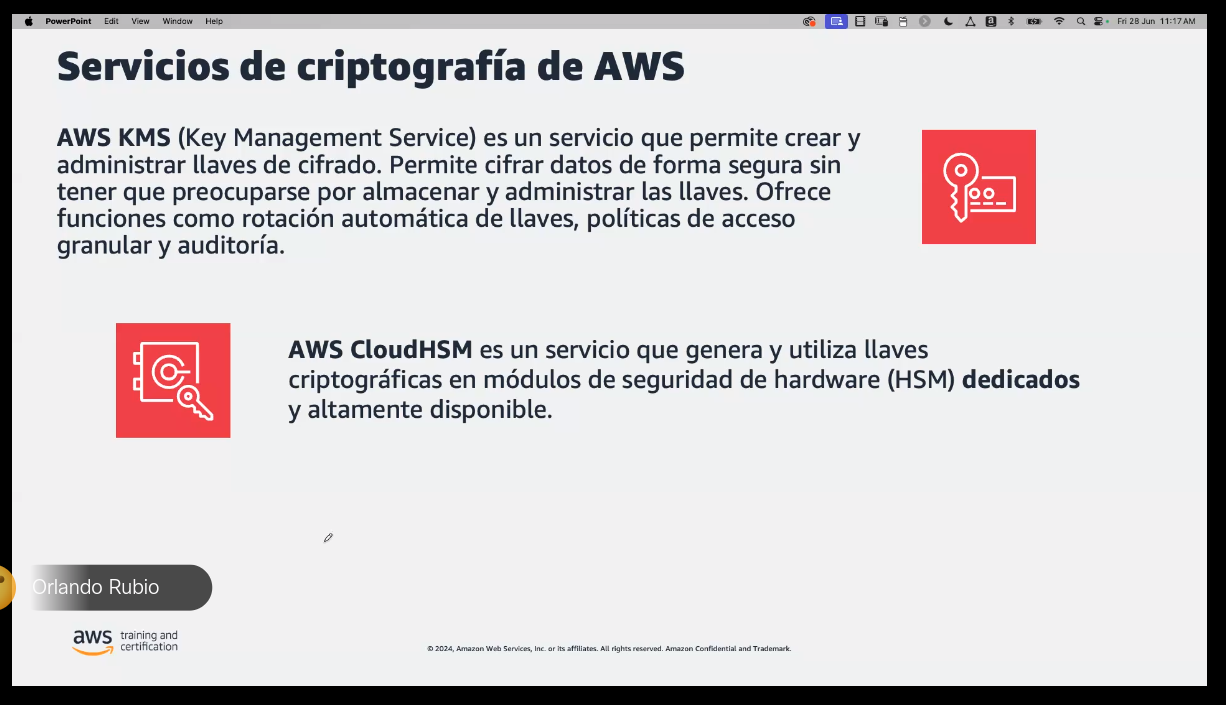 PowerPoint Edit View Window Help Fri 28 Jun 11:17 AM
Servicios de criptografía de AWS
AWS KMS (Key Management Service) es un servicio que permite crear y
administrar llaves de cifrado. Permite cifrar datos de forma segura sin
tener que preocuparse por almacenar y administrar las llaves. Ofrece
funciones como rotación automática de llaves, políticas de acceso
granular y auditoría.
AWS CloudHSM es un servicio que genera y utiliza llaves
criptográficas en módulos de seguridad de hardware (HSM) dedicados
y altamente disponible.
Orlando Rubio
aws training and
certification
© 2024, Amazon Web Services, Inc. or its affiliates. All rights reserved. Amazon Confidential and Trademark.